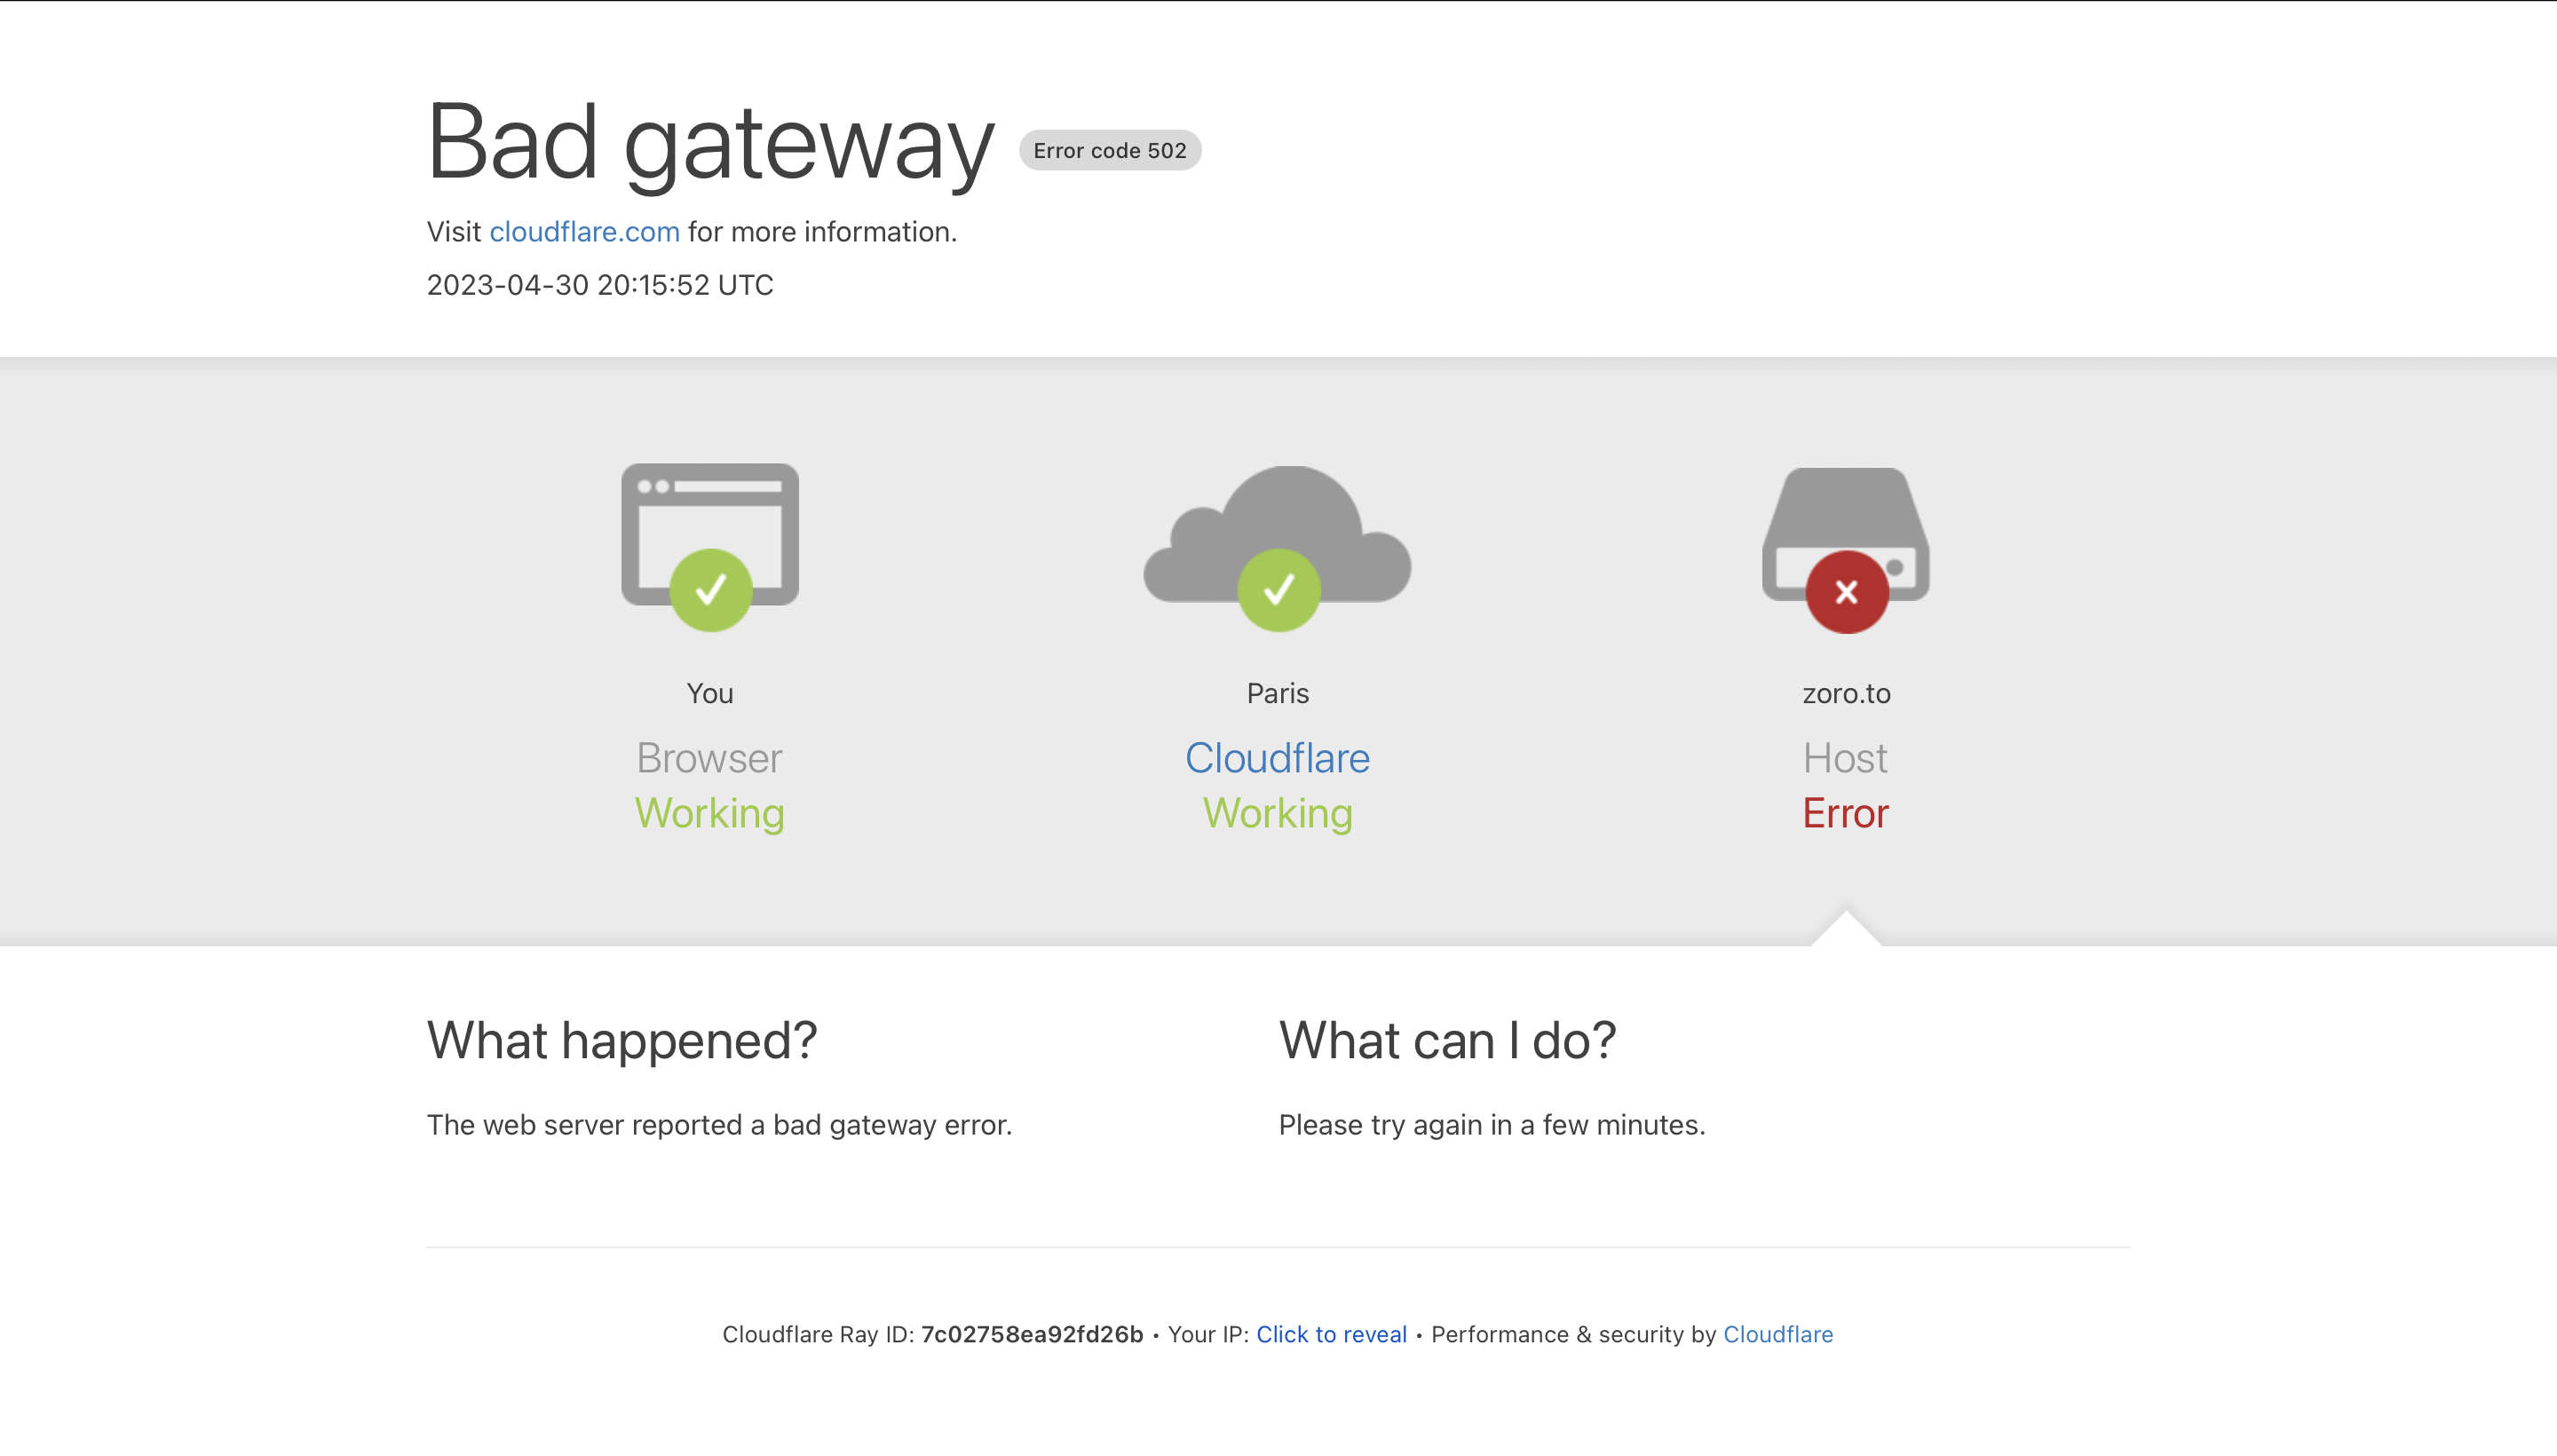 Bad gateway Error code 502
Visit cloudflare.com for more information.
2023-04-30 20:15:52 UTC
You
Browser
Working
Paris
Cloudflare
Working
zoro.to
Host
Error
What happened?
The web server reported a bad gateway error.
What can I do?
Please try again in a few minutes.
Cloudflare Ray ID: 7c02758ea92fd26b • Your IP: Click to reveal • Performance & security by Cloudflare